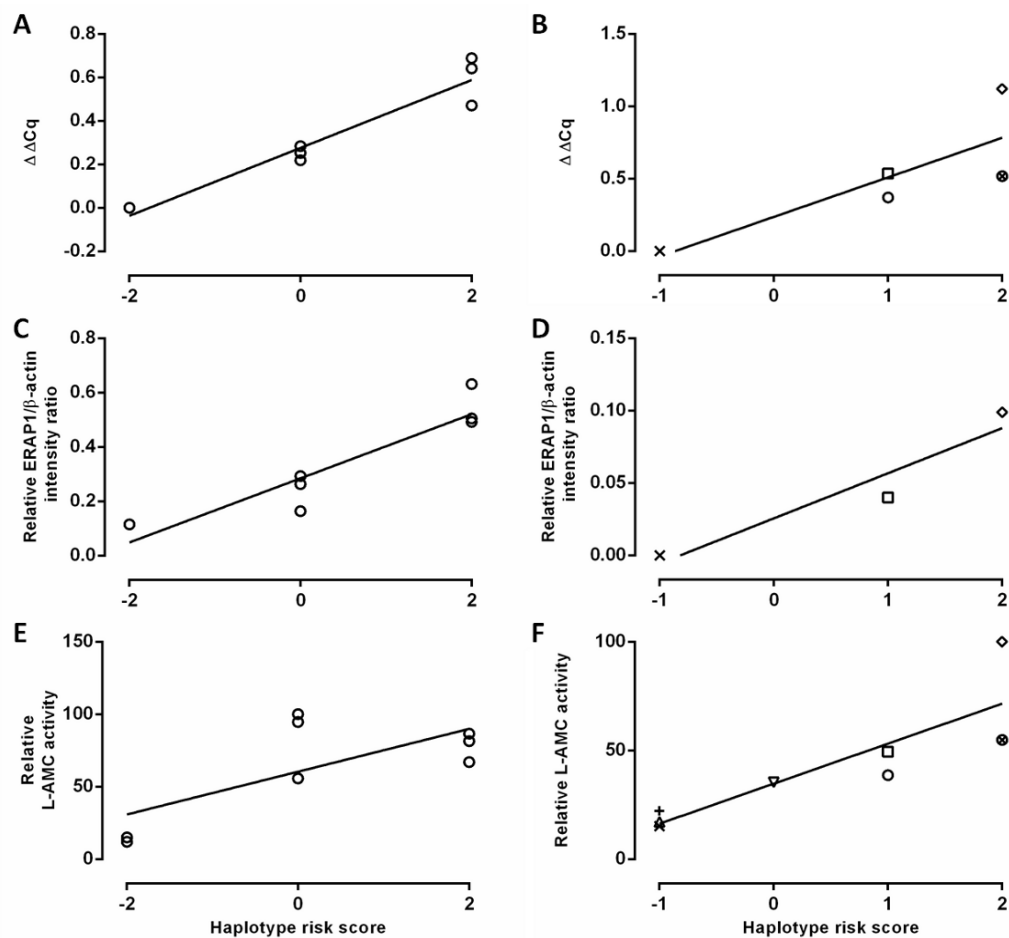 A
0.8
0.6
0.4
0.2
0.0
-0.2
Δ ΔCq
-2
0
2
B
1.5
1.0
0.5
0.0
Δ ΔCq
-1
0
1
2
C
0.8
0.6
0.4
0.2
0.0
Relative ERAP1/β-actin
intensity ratio
-2
0
2
D
0.15
0.10
0.05
0.00
Relative ERAP1/β-actin
intensity ratio
-1
0
1
2
E
150
100
50
0
Relative
L-AMC activity
-2
0
2
Haplotype risk score
F
100
50
0
Relative L-AMC activity
-1
0
1
2
Haplotype risk score